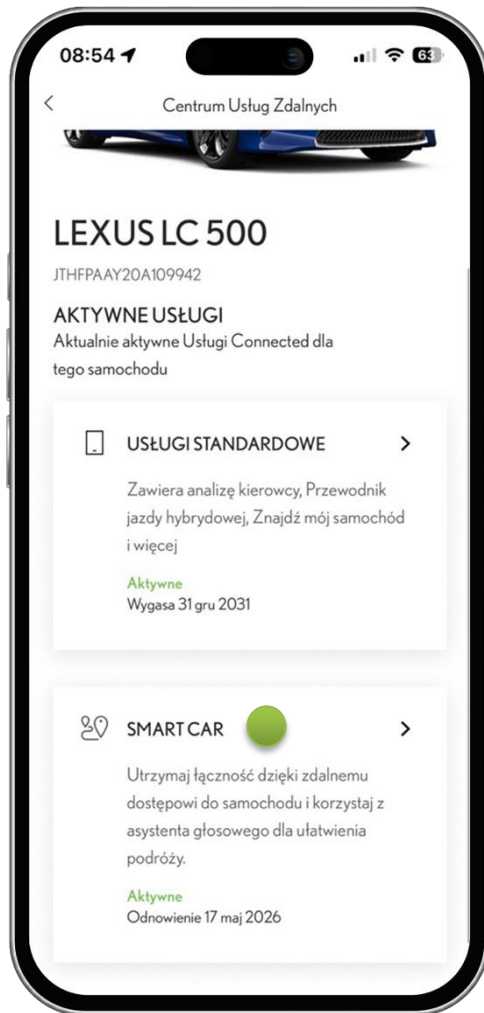 08:54
63
Centrum Usług Zdalnych
LEXUS LC 500
JTHFPAAY20A109942
AKTYWNE USŁUGI
Aktualnie aktywne Usługi Connected dla
tego samochodu
USŁUGI STANDARDOWE
Zawiera analizę kierowcy, Przewodnik
jazdy hybrydowej, Znajdź mój samochód
i więcej
Aktywne
Wygasa 31 gru 2031
SMART CAR
Utrzymaj łączność dzięki zdalnemu
dostępowi do samochodu i korzystaj z
asystenta głosowego dla ułatwienia
podróży.
Aktywne
Odnowienie 17 maj 2026